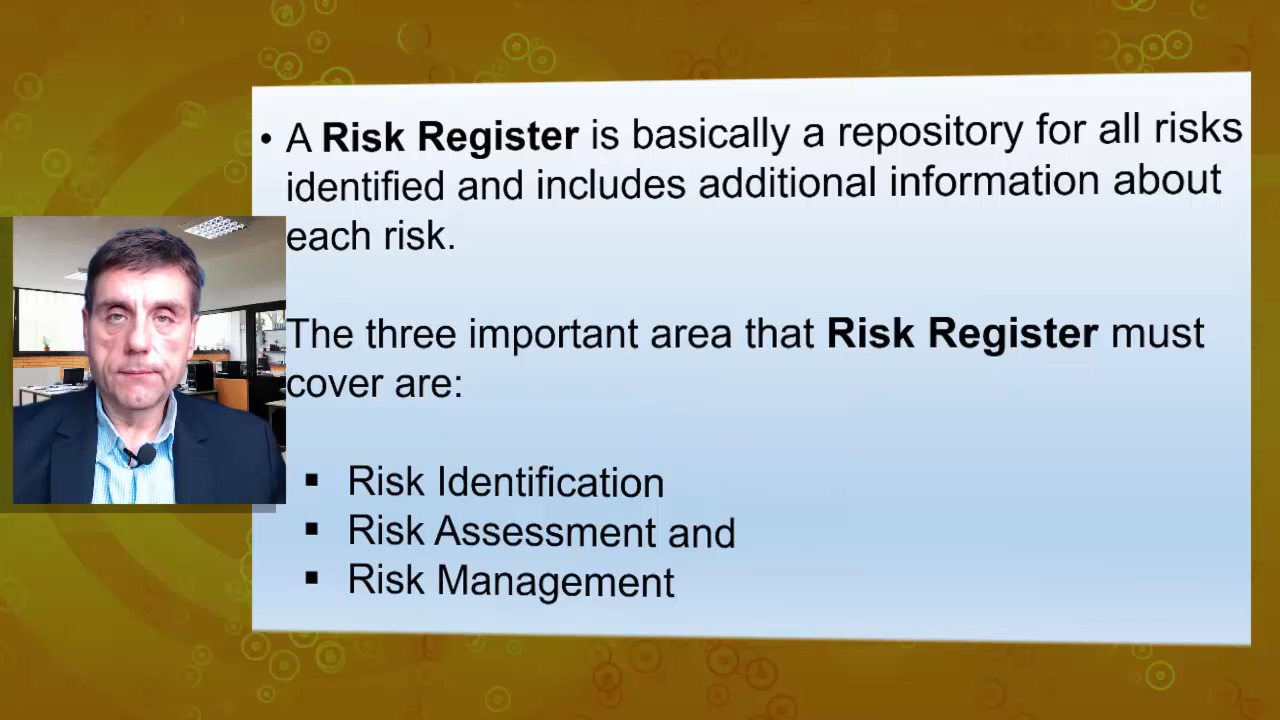 • A Risk Register is basically a repository for all risks
identified and includes additional information about
each risk.
The three important area that Risk Register must
cover are:
▪ Risk Identification
▪ Risk Assessment and
▪ Risk Management